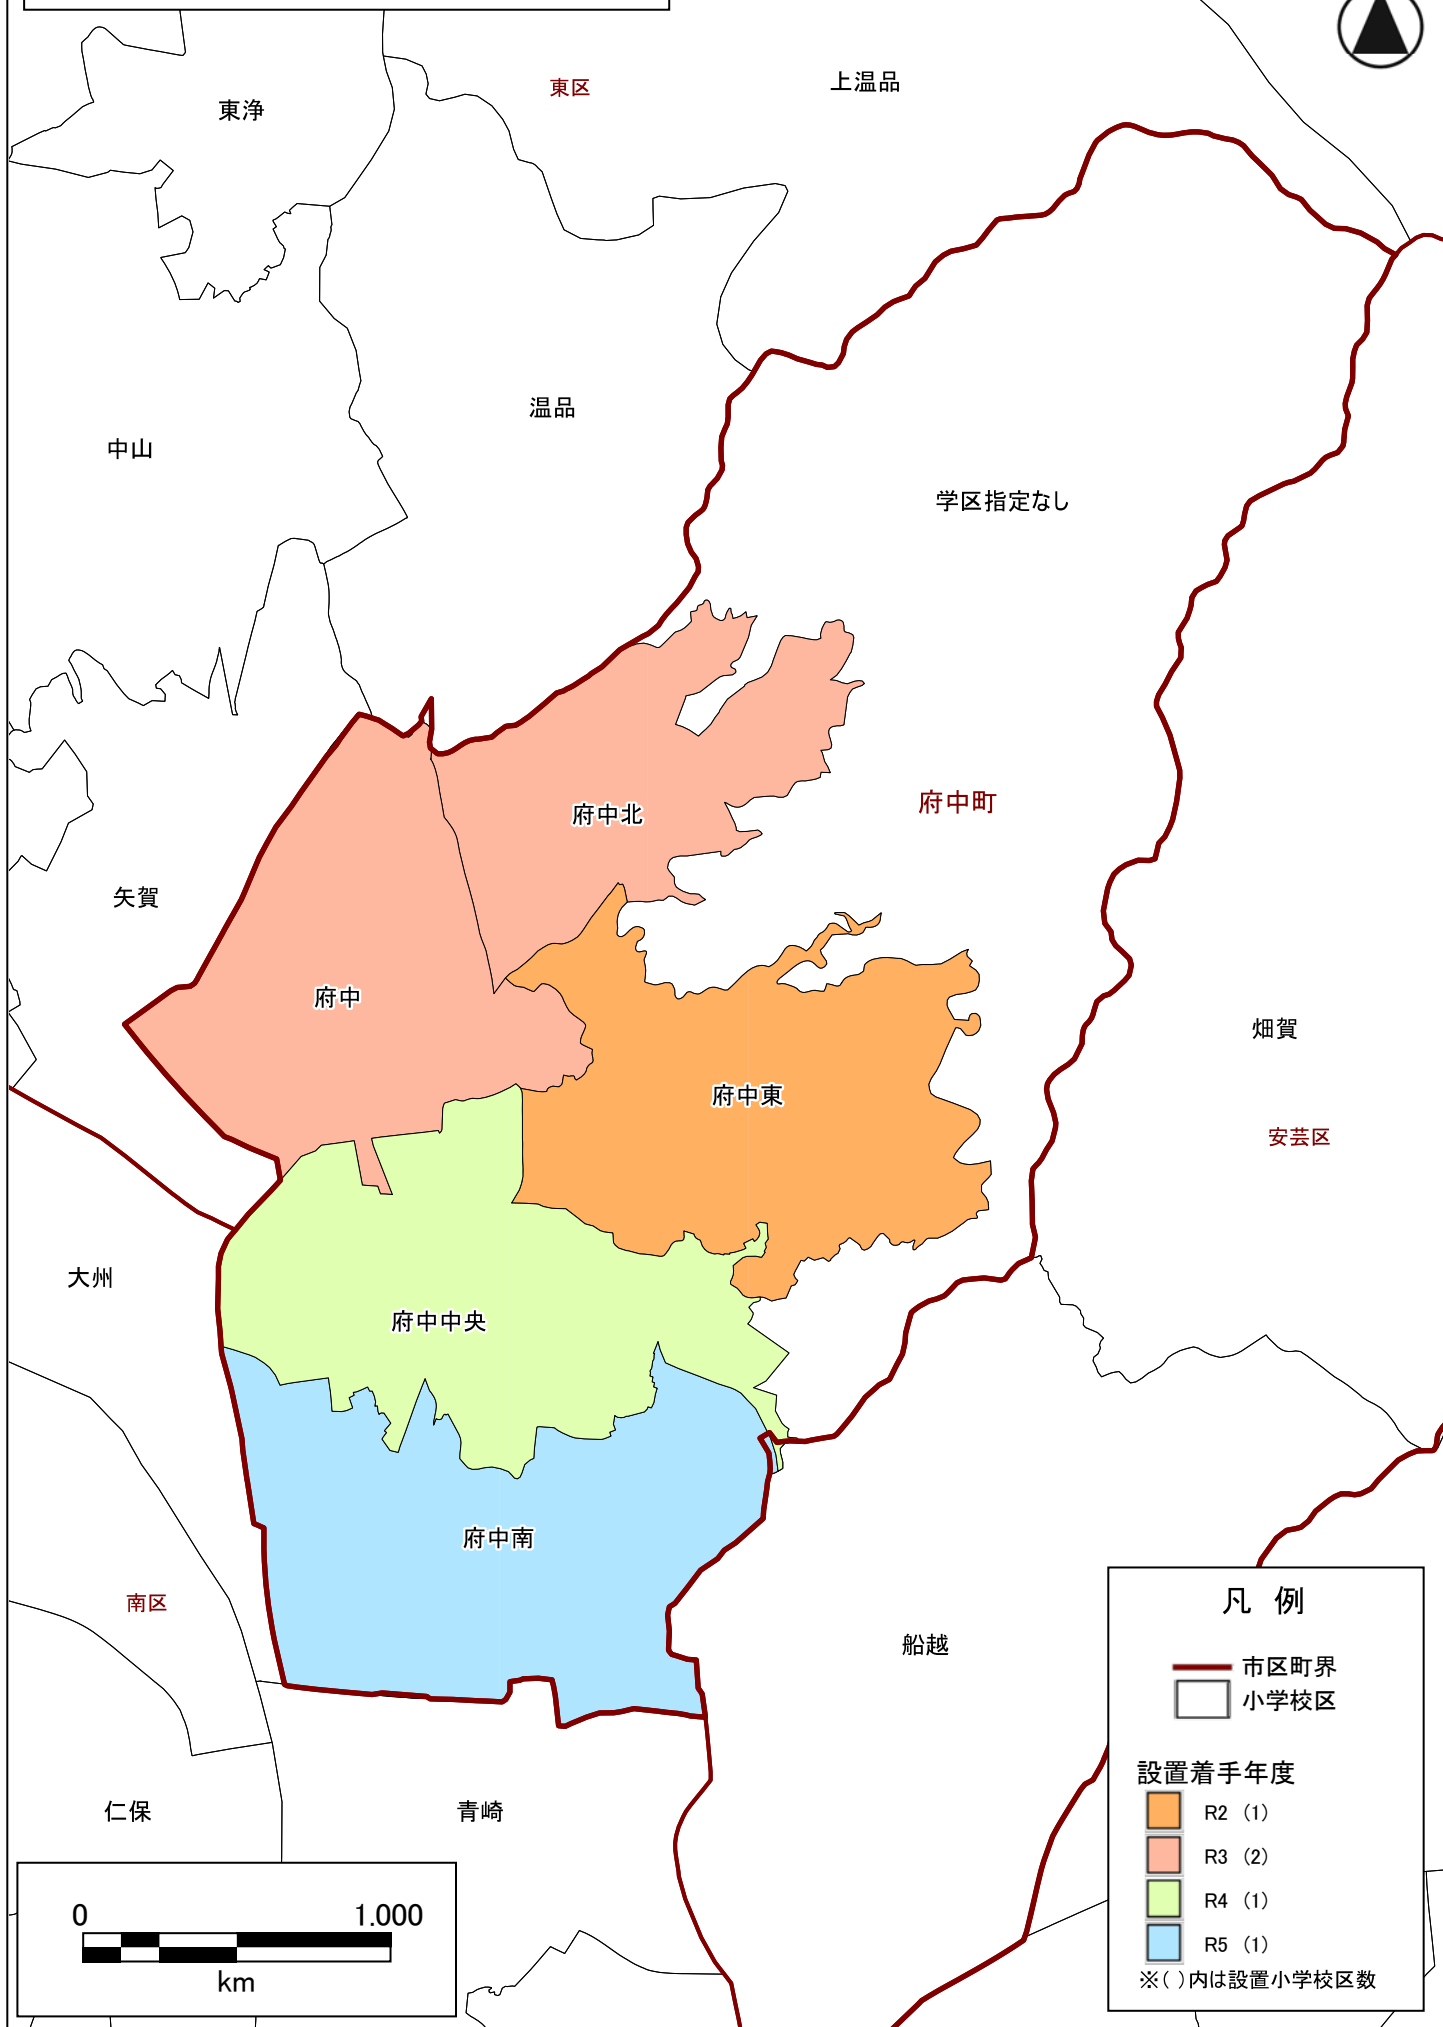 東区
上温品
東浄
温品
中山
学区指定なし
府中町
府中北
矢賀
府中
畑賀
府中東
安芸区
大州
府中中央
府中南
南区
船越
仁保
青崎
凡 例
市区町界
小学校区
設置着手年度
R2 (1)
R3 (2)
R4 (1)
R5 (1)
※( )内は設置小学校区数
0 1.000
km